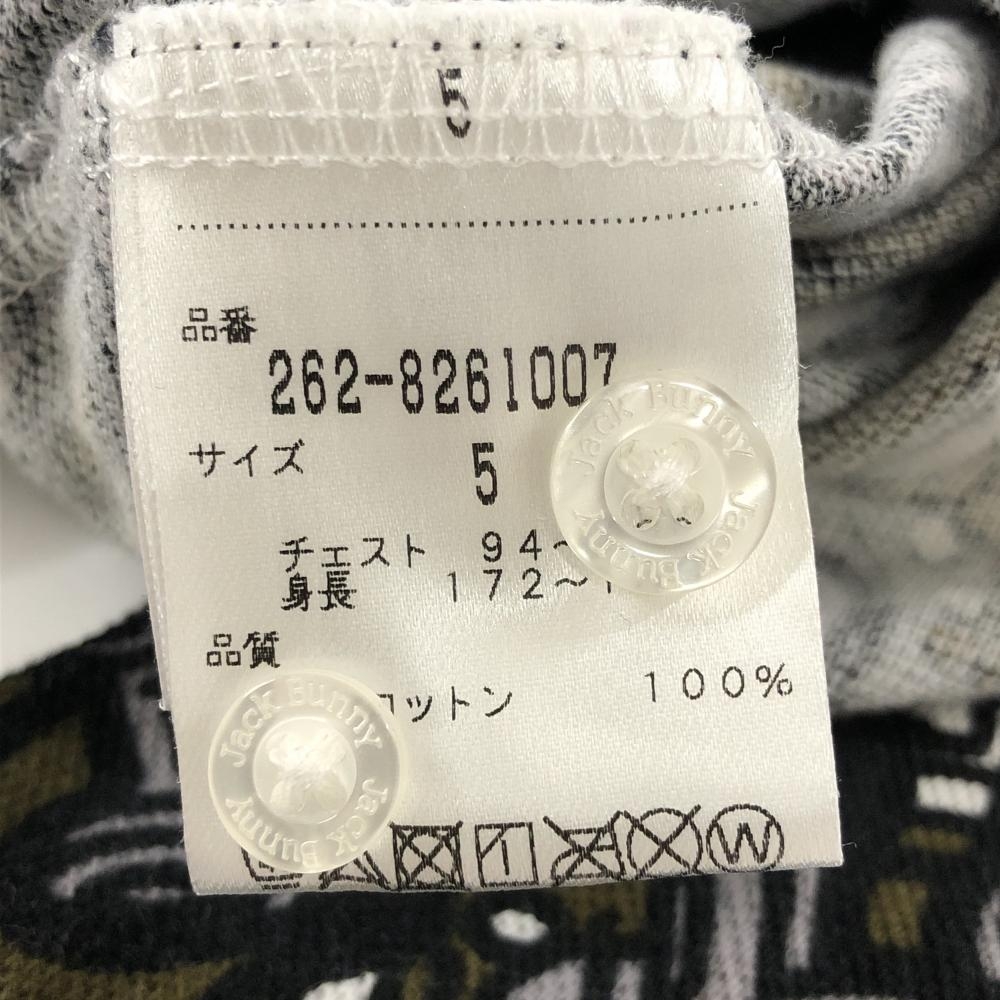 5
品番
262-8261007
サイズ 5
チェスト 94~
身長 172~1
品質
コットン 100%
Jack Bunny Jack Bunny
Jack Bunny Jack Bunny
W